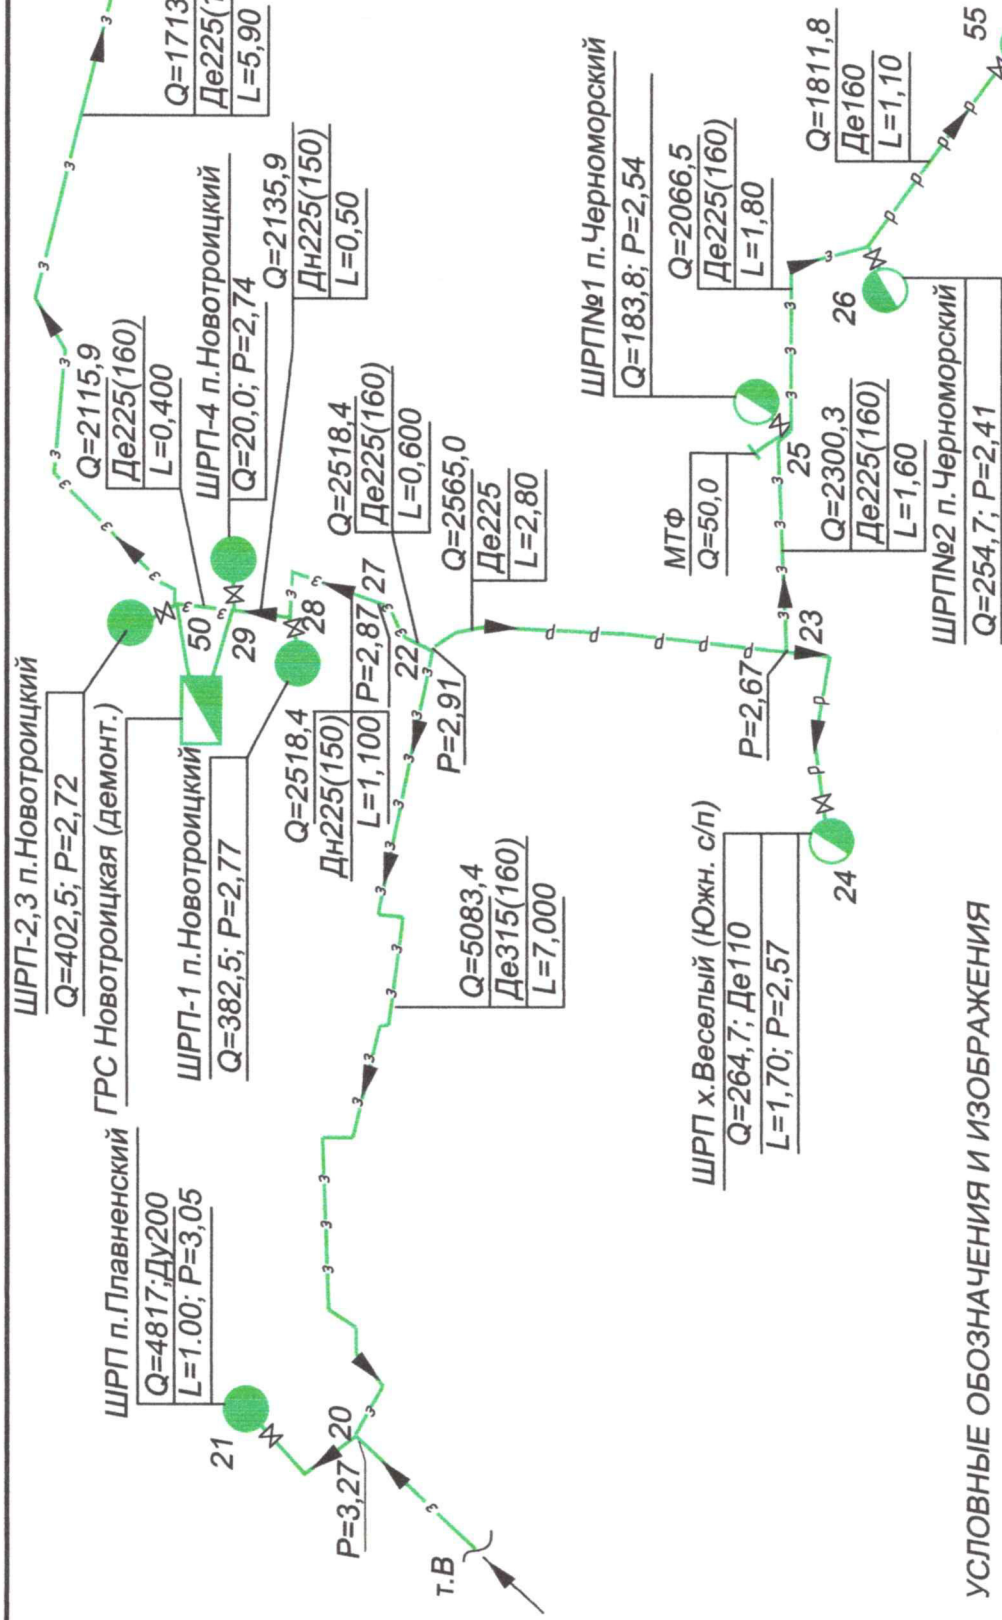 ШРП п.Плавненский
Q=4817;Ду200
L=1.00; P=3,05
21
20
P=3,27
т.В
ШРП-2,3 п.Новотроицкий
Q=402,5; P=2,72
ГРС Новотроицкая (демонт.)
ШРП-1 п.Новотроицкий
Q=382,5; P=2,77
Q=2518,4
Дн225(150)
L=1,100
P=2,87
27
22
P=2,91
Q=5083,4
Де315(160)
L=7,000
50
29
28
Q=2115,9
Де225(160)
L=0,400
ШРП-4 п.Новотроицкий
Q=20,0; P=2,74
Q=2135,9
Дн225(150)
L=0,50
Q=1713
Де225(
L=5,90
Q=2518,4
Де225(160)
L=0,600
Q=2565,0
Де225
L=2,80
P=2,67
23
ШРП х.Веселый (Южн. с/п)
Q=264,7; Де110
L=1,70; P=2,57
24
МТФ
Q=50,0
25
ШРП№1 п.Черноморский
Q=183,8; P=2,54
Q=2066,5
Де225(160)
L=1,80
Q=2300,3
Де225(160)
L=1,60
26
ШРП№2 п.Черноморский
Q=254,7; P=2,41
Q=1811,8
Де160
L=1,10
55
УСЛОВНЫЕ ОБОЗНАЧЕНИЯ И ИЗОБРАЖЕНИЯ